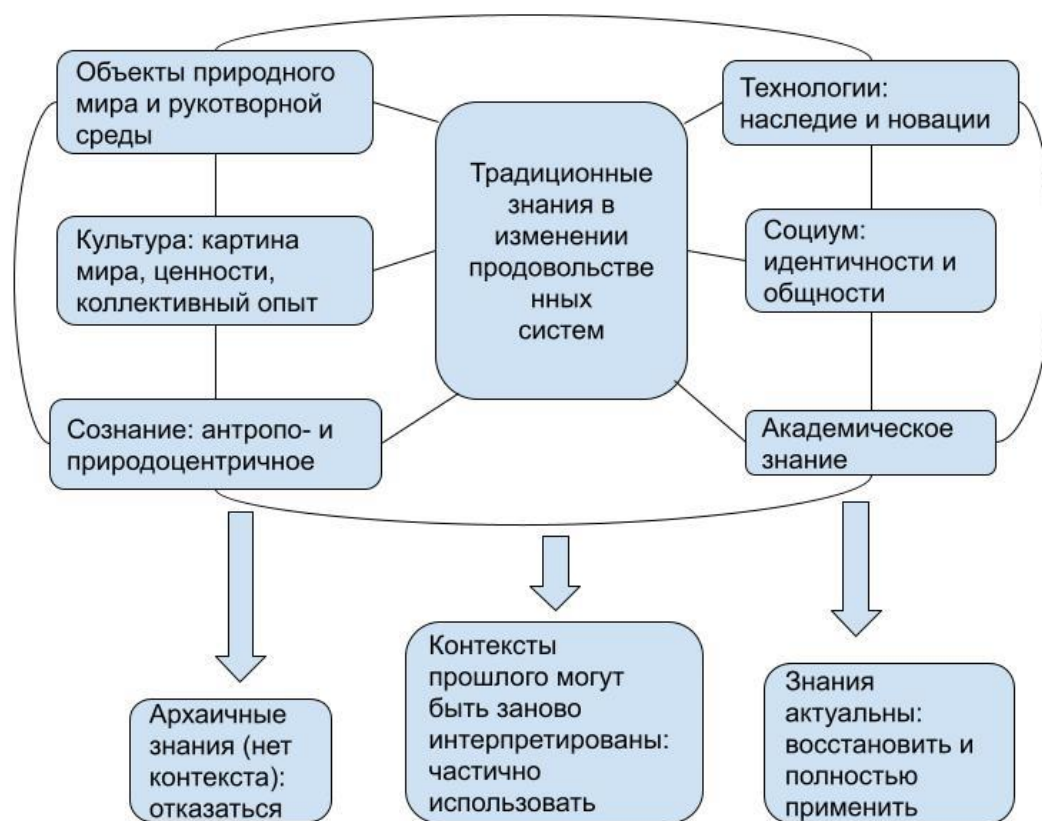 Объекты природного
мира и рукотворной
среды
Технологии:
наследие и новации
Традиционные
знания в
изменении
продовольстве
нных
систем
Культура: картина
мира, ценности,
коллективный опыт
Социум:
идентичности и
общности
Сознание: антропо- и
природоцентричное
Академическое
знание
Архаичные
знания (нет
контекста):
отказаться
Контексты
прошлого могут
быть заново
интерпретированы:
частично
использовать
Знания
актуальны:
восстановить и
полностью
применить